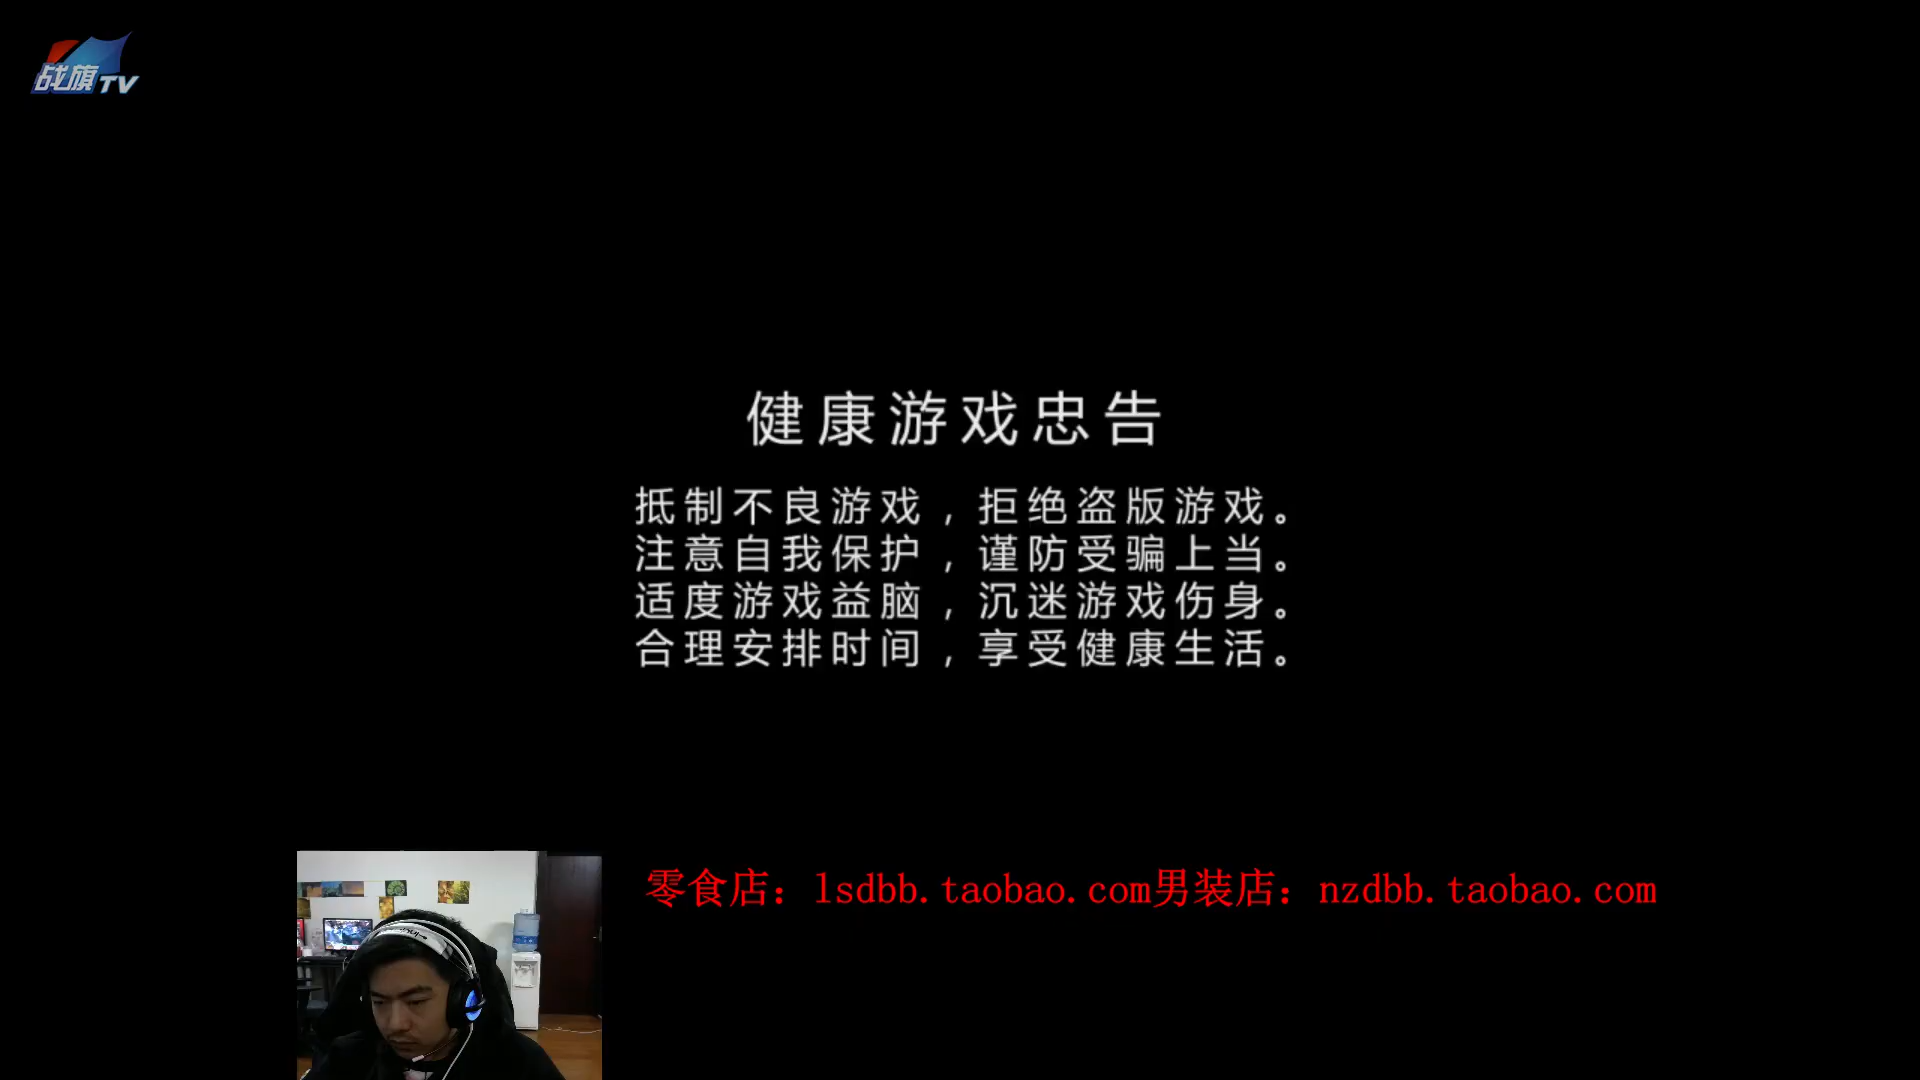 战旗TV
健康游戏忠告
抵制不良游戏，拒绝盗版游戏。
注意自我保护，谨防受骗上当。
适度游戏益脑，沉迷游戏伤身。
合理安排时间，享受健康生活。
零食店：lsdbb.taobao.com男装店：nzdbb.taobao.com